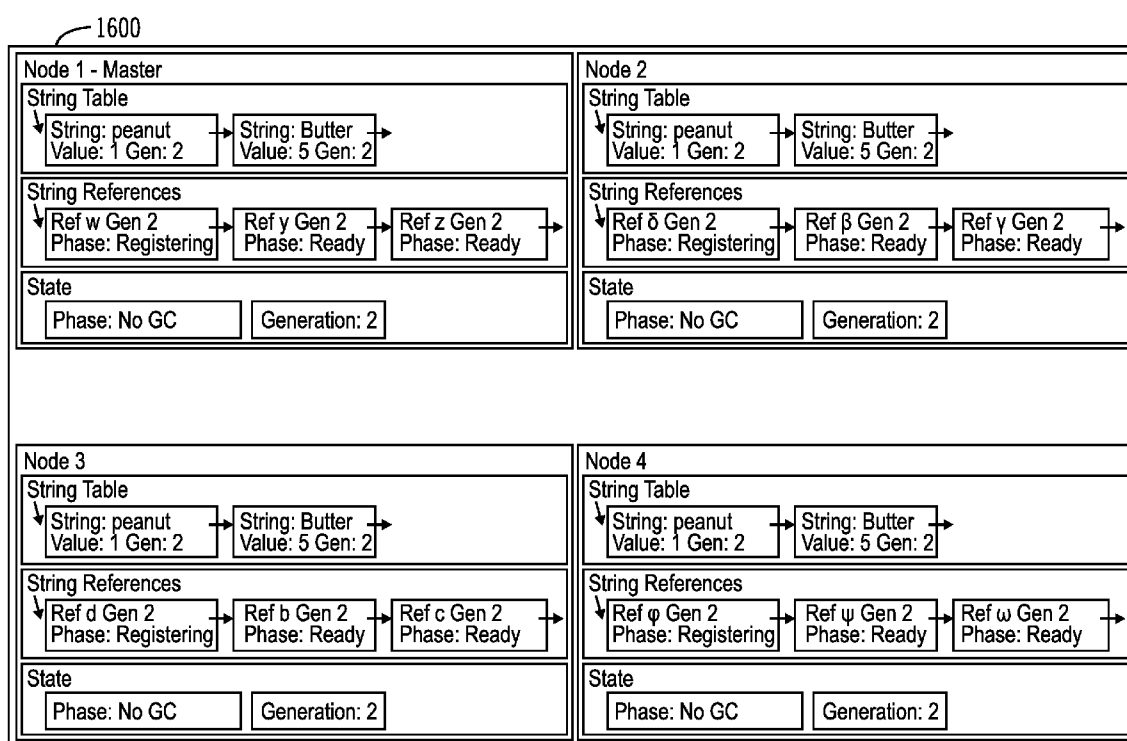 1600
Node 1 - Master
String Table
String: peanut
Value: 1 Gen: 2
String: Butter
Value: 5 Gen: 2
String References
Ref w Gen 2
Phase: Registering
Ref y Gen 2
Phase: Ready
Ref z Gen 2
Phase: Ready
State
Phase: No GC
Generation: 2
Node 2
String Table
String: peanut
Value: 1 Gen: 2
String: Butter
Value: 5 Gen: 2
String References
Ref δ Gen 2
Phase: Registering
Ref β Gen 2
Phase: Ready
Ref γ Gen 2
Phase: Ready
State
Phase: No GC
Generation: 2
Node 3
String Table
String: peanut
Value: 1 Gen: 2
String: Butter
Value: 5 Gen: 2
String References
Ref d Gen 2
Phase: Registering
Ref b Gen 2
Phase: Ready
Ref c Gen 2
Phase: Ready
State
Phase: No GC
Generation: 2
Node 4
String Table
String: peanut
Value: 1 Gen: 2
String: Butter
Value: 5 Gen: 2
String References
Ref φ Gen 2
Phase: Registering
Ref ψ Gen 2
Phase: Ready
Ref ω Gen 2
Phase: Ready
State
Phase: No GC
Generation: 2